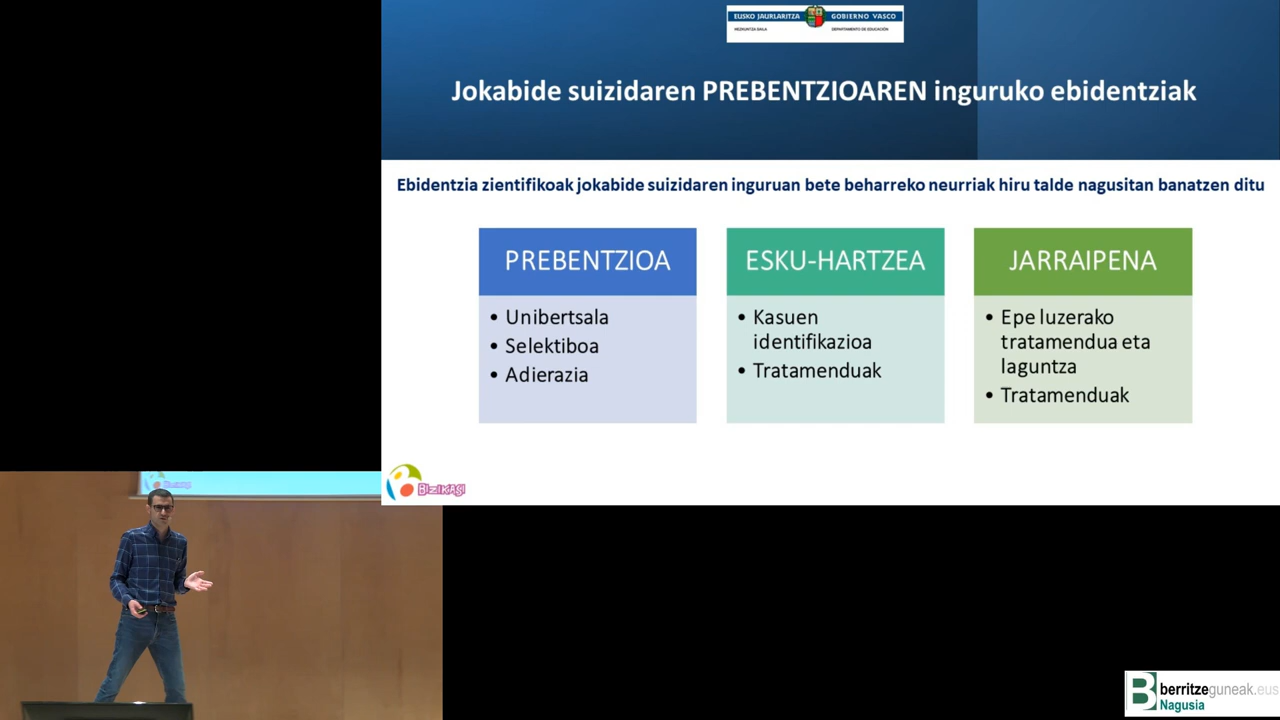 EUSKO JAURLARITZA
GOBIERNO VASCO
HEZKUNTZA SAILA
DEPARTAMENTO DE EDUCACIÓN
Jokabide suizidaren PREBENTZIOAREN inguruko ebidentziak
Ebidentzia zientifikoak jokabide suizidaren inguruan bete beharreko neurriak hiru talde nagusitan banatzen ditu
PREBENTZIOA
• Unibertsala
• Selektiboa
• Adierazia
ESKU-HARTZEA
• Kasuen
identifikazioa
• Tratamenduak
JARRAIPENA
• Epe luzerako
tratamendua eta
laguntza
• Tratamenduak
BIZIKASI
berritzeguneak.eus
Nagusia